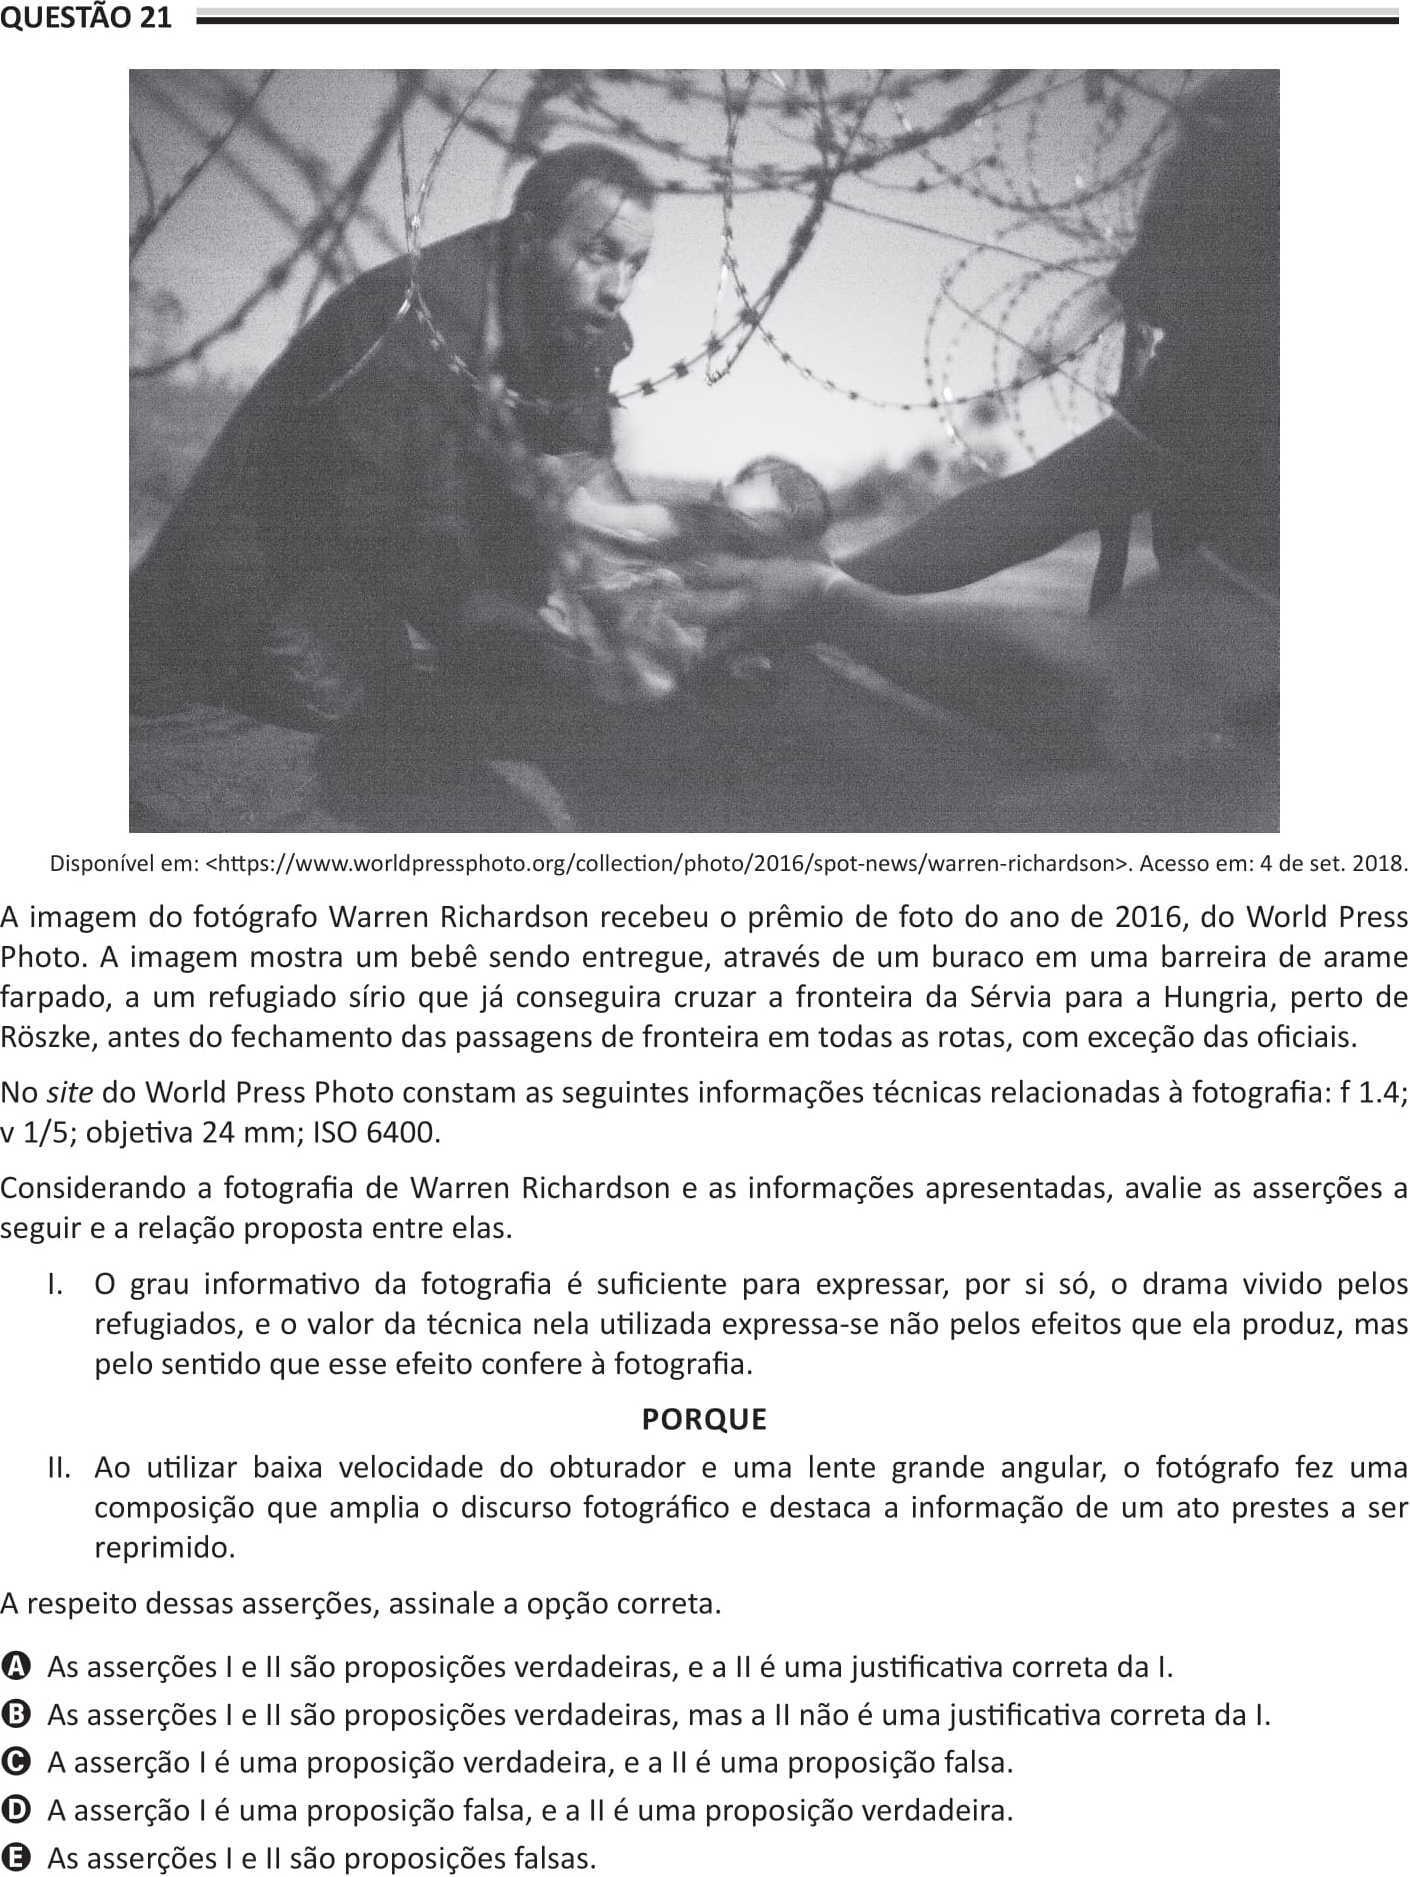 QUESTÃO 21
Disponível em: <https://www.worldpressphoto.org/collection/photo/2016/spot-news/warren-richardson>. Acesso em: 4 de set. 2018.
A imagem do fotógrafo Warren Richardson recebeu o prêmio de foto do ano de 2016, do World Press
Photo. A imagem mostra um bebê sendo entregue, através de um buraco em uma barreira de arame
farpado, a um refugiado sírio que já conseguira cruzar a fronteira da Sérvia para a Hungria, perto de
Röszke, antes do fechamento das passagens de fronteira em todas as rotas, com exceção das oficiais.
No site do World Press Photo constam as seguintes informações técnicas relacionadas à fotografia: f 1.4;
v 1/5; objetiva 24 mm; ISO 6400.
Considerando a fotografia de Warren Richardson e as informações apresentadas, avalie as asserções a
seguir e a relação proposta entre elas.
I. O grau informativo da fotografia é suficiente para expressar, por si só, o drama vivido pelos
refugiados, e o valor da técnica nela utilizada expressa-se não pelos efeitos que ela produz, mas
pelo sentido que esse efeito confere à fotografia.
PORQUE
II. Ao utilizar baixa velocidade do obturador e uma lente grande angular, o fotógrafo fez uma
composição que amplia o discurso fotográfico e destaca a informação de um ato prestes a ser
reprimido.
A respeito dessas asserções, assinale a opção correta.
A As asserções I e II são proposições verdadeiras, e a II é uma justificativa correta da I.
B As asserções I e II são proposições verdadeiras, mas a II não é uma justificativa correta da I.
C A asserção I é uma proposição verdadeira, e a II é uma proposição falsa.
D A asserção I é uma proposição falsa, e a II é uma proposição verdadeira.
E As asserções I e II são proposições falsas.